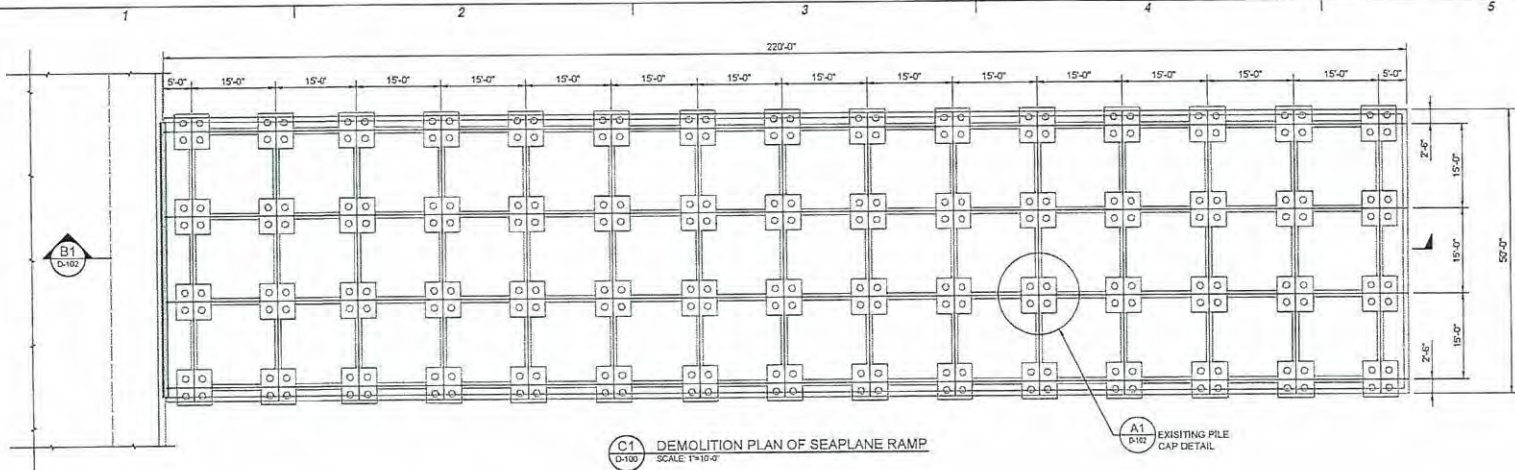 1 2 3 4 5
220'-0"
5'-0" 15'-0" 15'-0" 15'-0" 15'-0" 15'-0" 15'-0" 15'-0" 15'-0" 15'-0" 15'-0" 15'-0" 15'-0" 15'-0" 15'-0" 5'-0"
2'-6"
15'-0"
15'-0"
50'-0"
15'-0"
2'-6"
B1
D-102
A1
D-102
EXISITING PILE
CAP DETAIL
C1
D-100
DEMOLITION PLAN OF SEAPLANE RAMP
SCALE: 1"=10'-0"